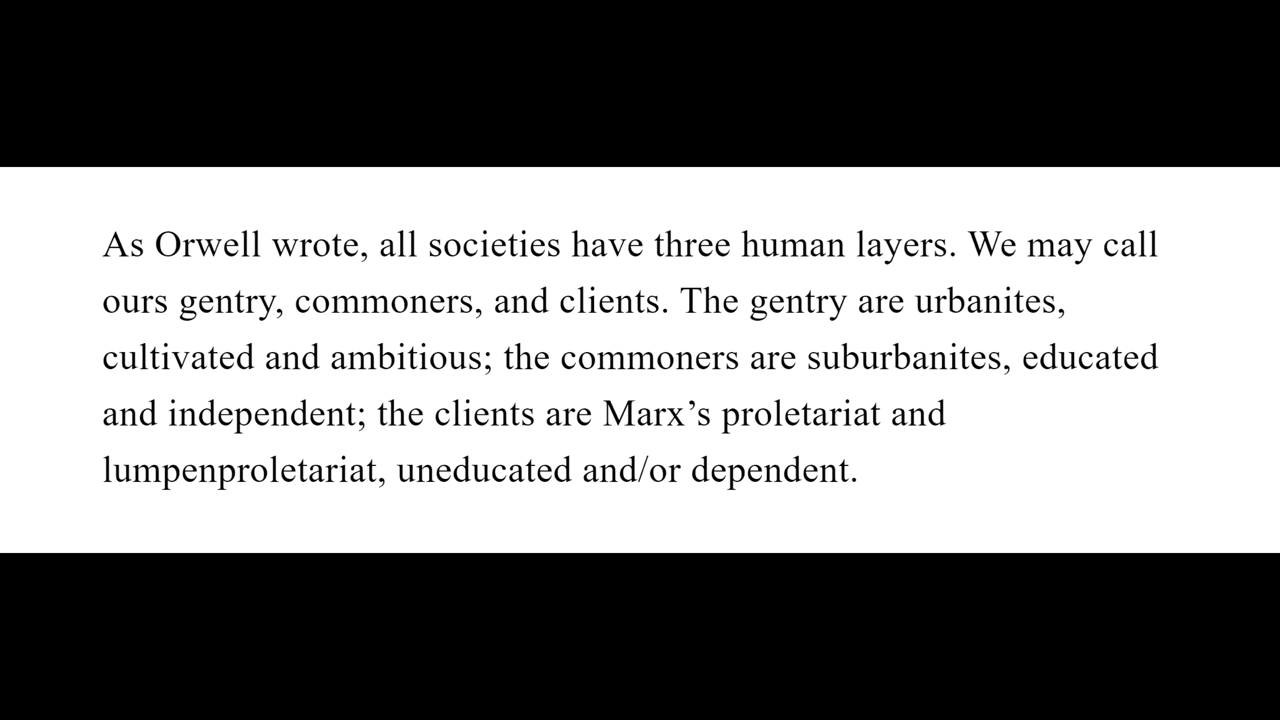 As Orwell wrote, all societies have three human layers. We may call
ours gentry, commoners, and clients. The gentry are urbanites,
cultivated and ambitious; the commoners are suburbanites, educated
and independent; the clients are Marx’s proletariat and
lumpenproletariat, uneducated and/or dependent.